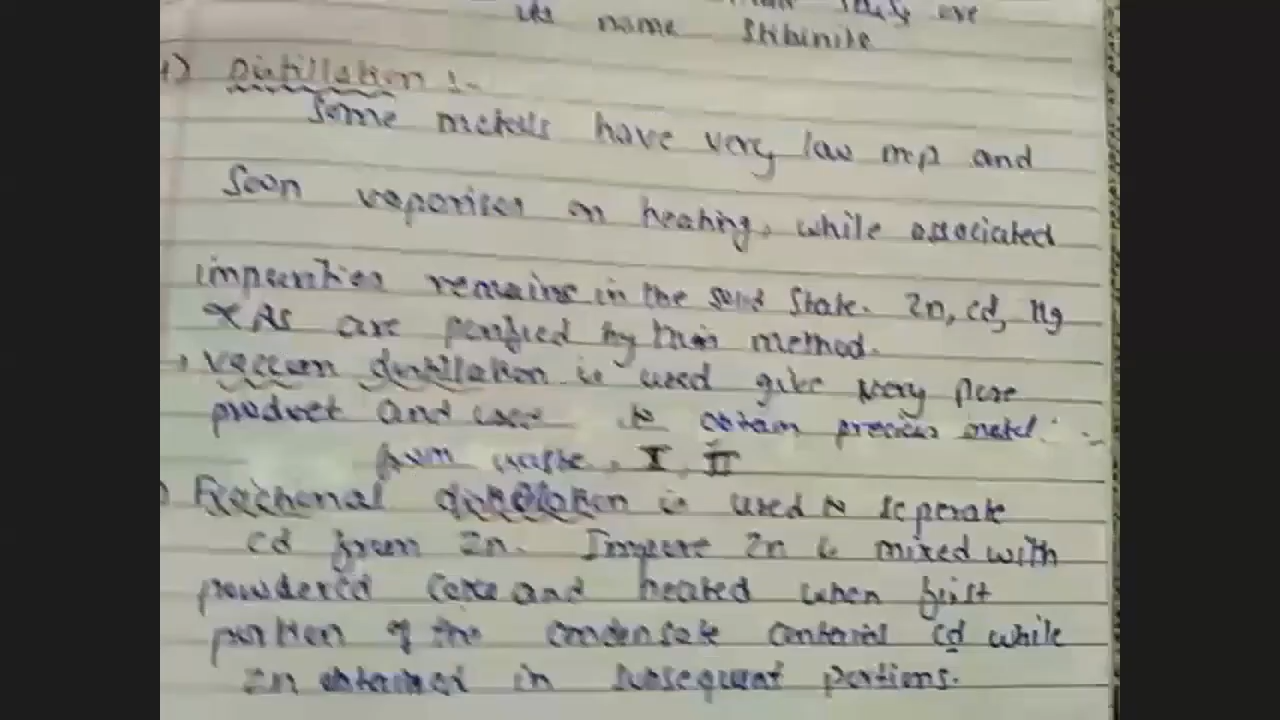 its name Stibinite
Distillation :-
Some metals have very low mp and
soon vaporises on heating, while associated
impurities remains in the solid state. Zn, Cd, Hg
& As are purified by this method.
Vaccum distillation is used give very pure
product and used to obtain precious metal.
from waste, I, II
Fractional distillation is used to seperate
Cd from Zn. Impure Zn is mixed with
powdered coke and heated when first
portion of the condensate contains Cd while
Zn obtained in subsequent portions.